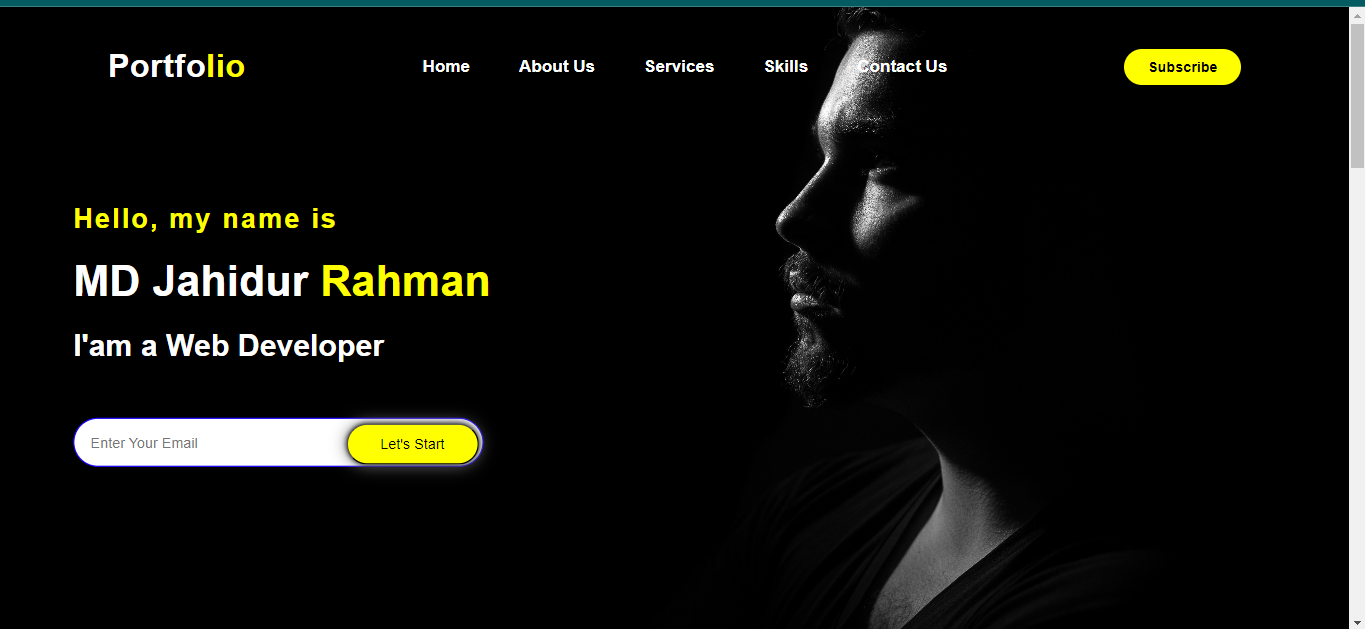 Portfolio Home About Us Services Skills Contact Us Subscribe
Hello, my name is
MD Jahidur Rahman
I'am a Web Developer
Enter Your Email Let's Start